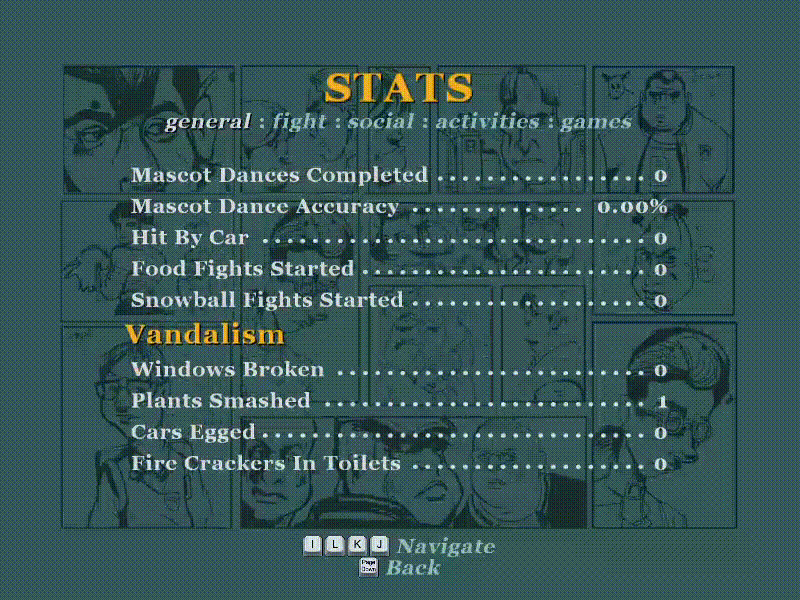 STATS
general : fight : social : activities : games
Mascot Dances Completed .................. 0
Mascot Dance Accuracy ............... 0.00%
Hit By Car ................................. 0
Food Fights Started ........................ 0
Snowball Fights Started .................... 0
Vandalism
Windows Broken ........................... 0
Plants Smashed ............................ 1
Cars Egged ................................. 0
Fire Crackers In Toilets .................... 0
I L K J Navigate
Page Down Back